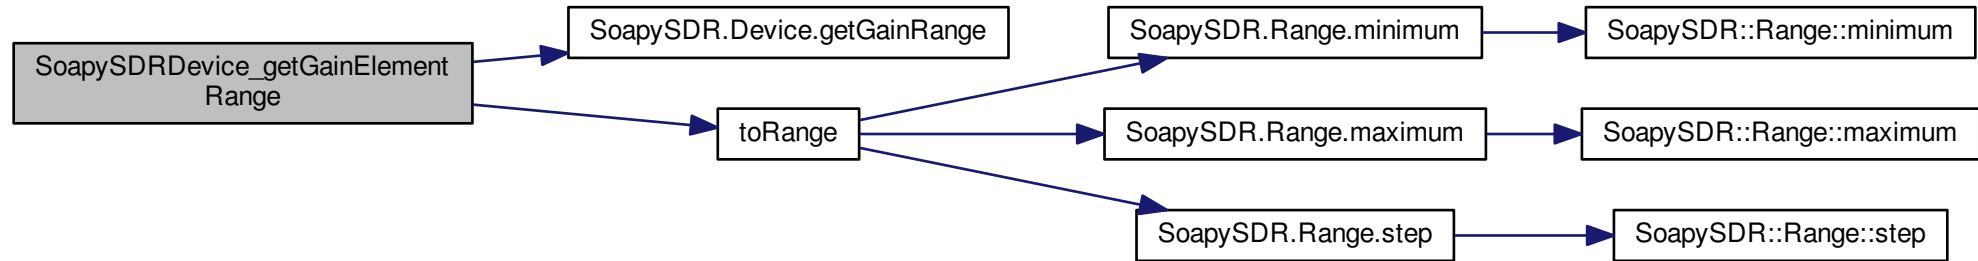 SoapySDRDevice_getGainElement
Range
SoapySDR.Device.getGainRange
toRange
SoapySDR.Range.minimum
SoapySDR.Range.maximum
SoapySDR.Range.step
SoapySDR::Range::minimum
SoapySDR::Range::maximum
SoapySDR::Range::step